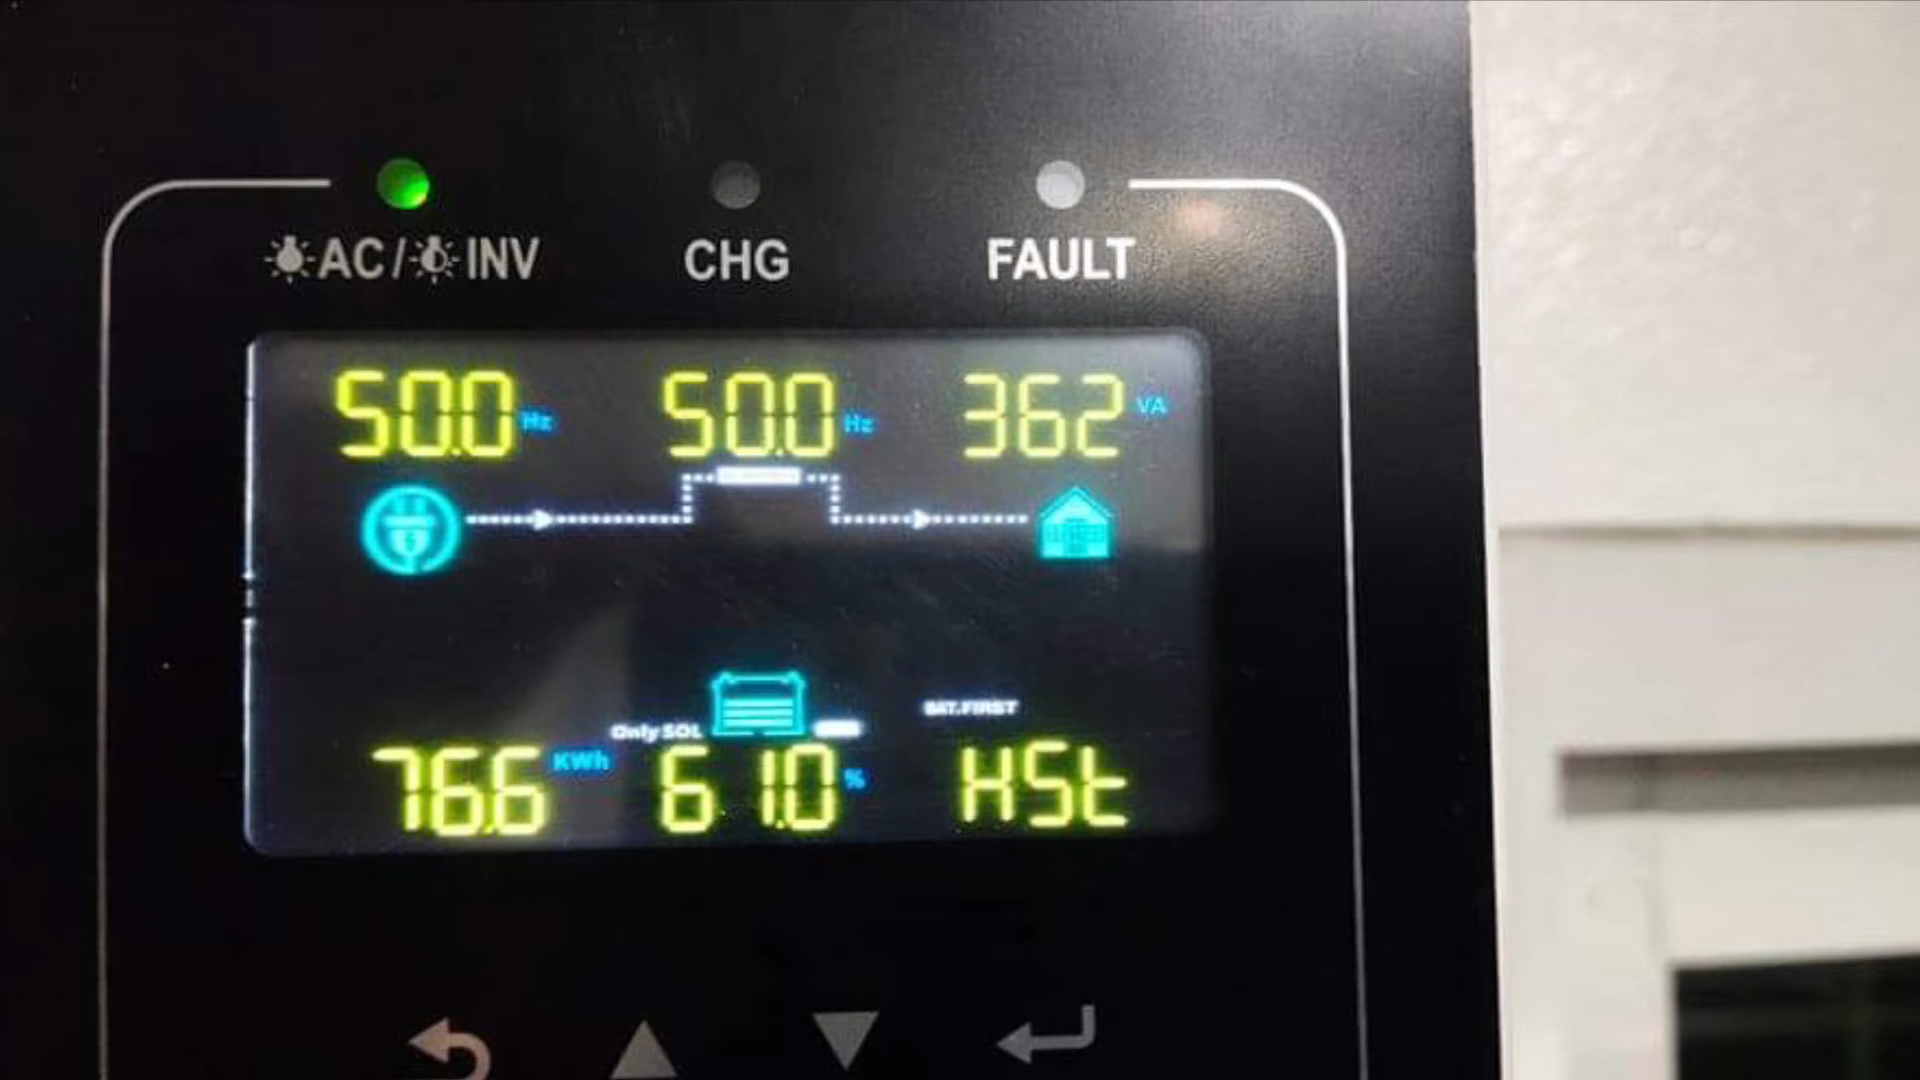 AC / INV CHG FAULT
50.0 Hz 50.0 Hz 362 VA
BAT.FIRST
Only SOL
76.6 KWh 61.0 % HSt